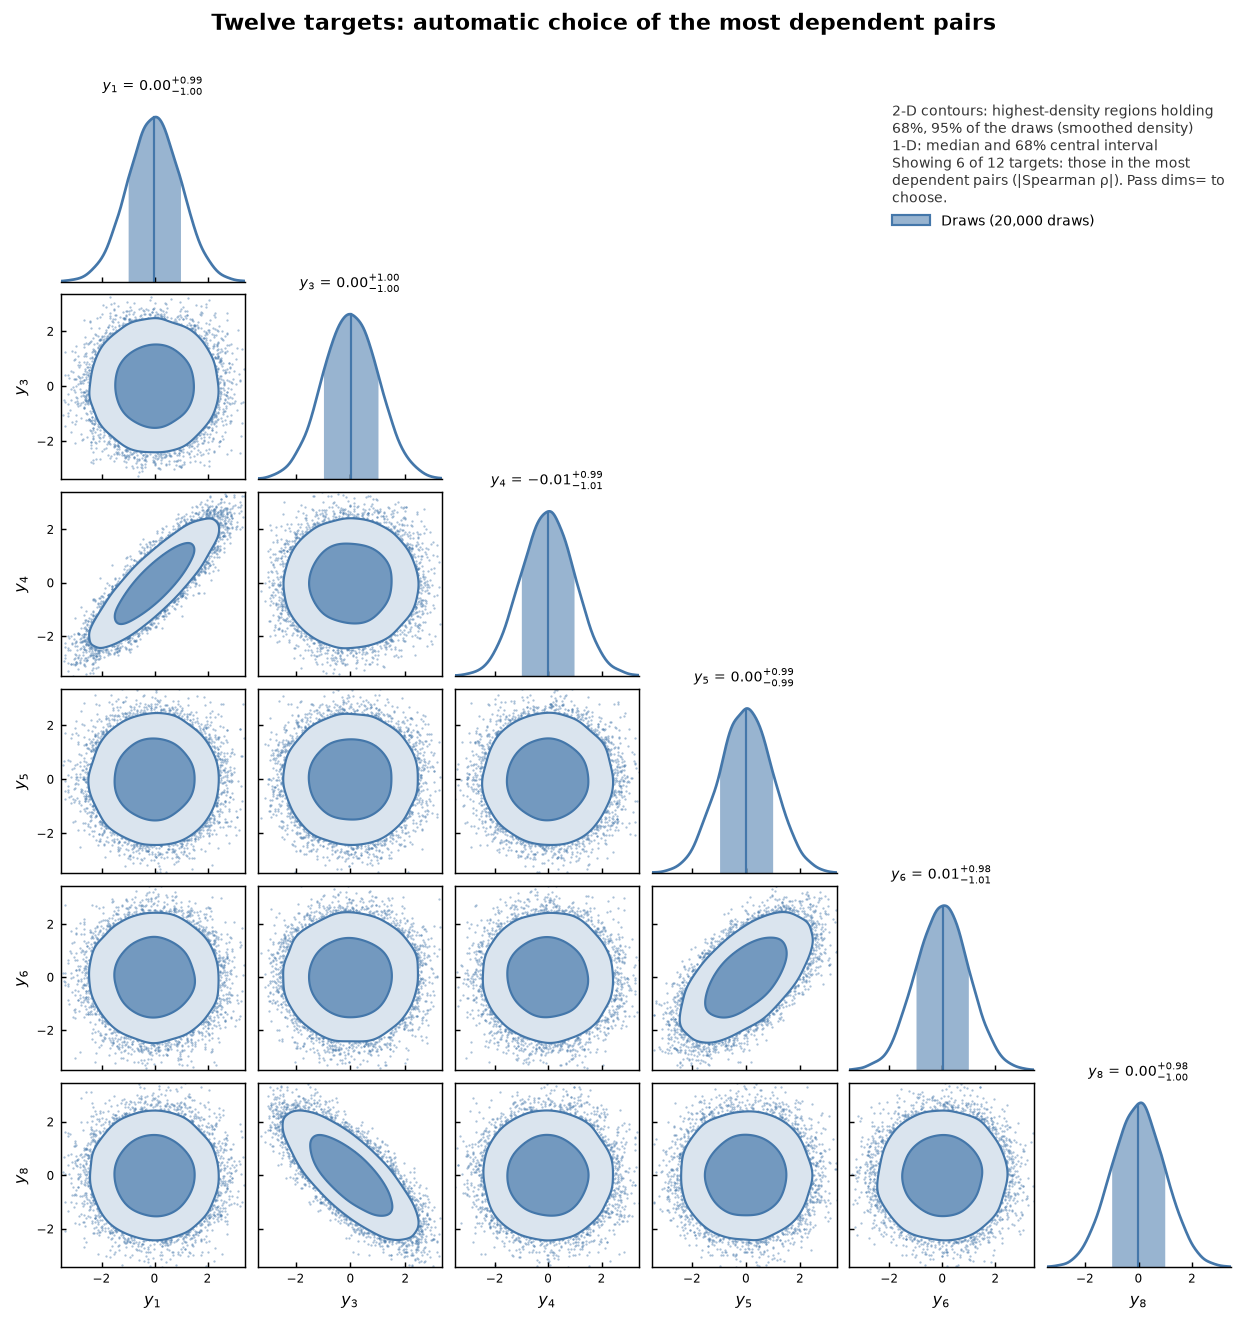 Twelve targets: automatic choice of the most dependent pairs
y₁ = 0.00 +0.99 −1.00
2-D contours: highest-density regions holding
68%, 95% of the draws (smoothed density)
1-D: median and 68% central interval
Showing 6 of 12 targets: those in the most
dependent pairs (|Spearman ρ|). Pass dims= to
choose.
Draws (20,000 draws)
y₃ = 0.00 +1.00 −1.00
y₃
2
0
−2
y₄ = −0.01 +0.99 −1.01
y₄
2
0
−2
y₅ = 0.00 +0.99 −0.99
y₅
2
0
−2
y₆ = 0.01 +0.98 −1.01
y₆
2
0
−2
y₈ = 0.00 +0.98 −1.00
y₈
2
0
−2
−2 0 2 −2 0 2 −2 0 2 −2 0 2 −2 0 2 −2 0 2
y₁ y₃ y₄ y₅ y₆ y₈